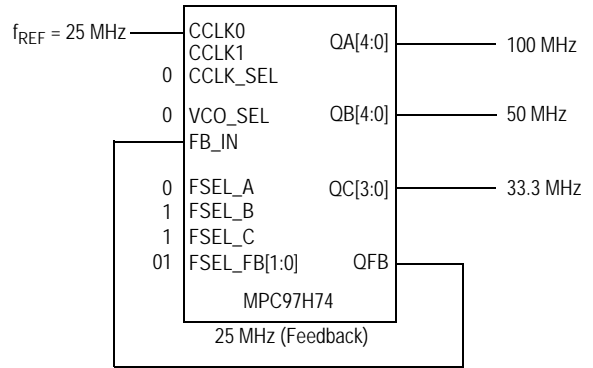 fREF = 25 MHz
CCLK0
CCLK1
0 CCLK_SEL
0 VCO_SEL
FB_IN
0 FSEL_A
1 FSEL_B
1 FSEL_C
01 FSEL_FB[1:0]
QA[4:0] 100 MHz
QB[4:0] 50 MHz
QC[3:0] 33.3 MHz
QFB
MPC97H74
25 MHz (Feedback)